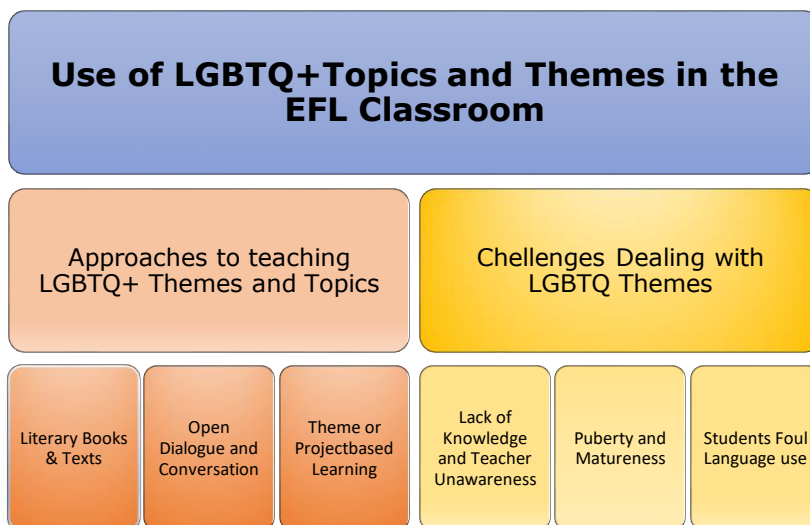 Use of LGBTQ+Topics and Themes in the
EFL Classroom
Approaches to teaching
LGBTQ+ Themes and Topics
Chellenges Dealing with
LGBTQ Themes
Literary Books
& Texts
Open
Dialogue and
Conversation
Theme or
Projectbased
Learning
Lack of
Knowledge
and Teacher
Unawareness
Puberty and
Matureness
Students Foul
Language use